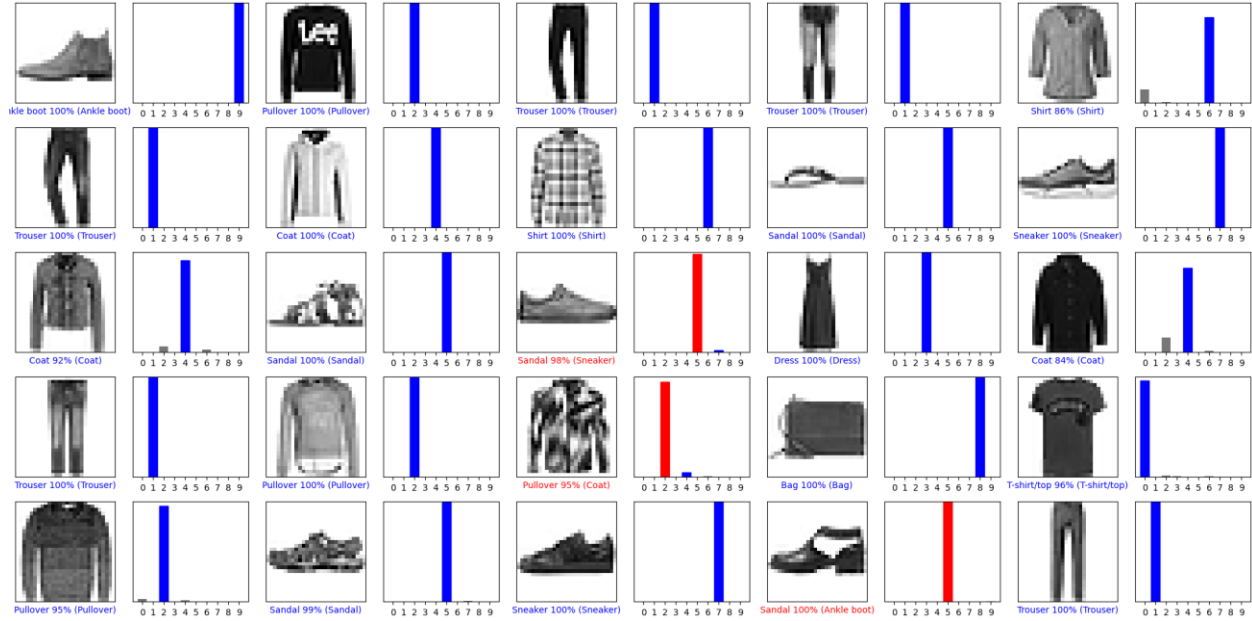 Lee
0 1 2 3 4 5 6 7 8 9
0 1 2 3 4 5 6 7 8 9
0 1 2 3 4 5 6 7 8 9
0 1 2 3 4 5 6 7 8 9
0 1 2 3 4 5 6 7 8 9
nkle boot 100% (Ankle boot)
Pullover 100% (Pullover)
Trouser 100% (Trouser)
Trouser 100% (Trouser)
Shirt 86% (Shirt)
0 1 2 3 4 5 6 7 8 9
0 1 2 3 4 5 6 7 8 9
0 1 2 3 4 5 6 7 8 9
0 1 2 3 4 5 6 7 8 9
0 1 2 3 4 5 6 7 8 9
Trouser 100% (Trouser)
Coat 100% (Coat)
Shirt 100% (Shirt)
Sandal 100% (Sandal)
Sneaker 100% (Sneaker)
0 1 2 3 4 5 6 7 8 9
0 1 2 3 4 5 6 7 8 9
0 1 2 3 4 5 6 7 8 9
0 1 2 3 4 5 6 7 8 9
0 1 2 3 4 5 6 7 8 9
Coat 92% (Coat)
Sandal 100% (Sandal)
Sandal 98% (Sneaker)
Dress 100% (Dress)
Coat 84% (Coat)
0 1 2 3 4 5 6 7 8 9
0 1 2 3 4 5 6 7 8 9
0 1 2 3 4 5 6 7 8 9
0 1 2 3 4 5 6 7 8 9
0 1 2 3 4 5 6 7 8 9
Trouser 100% (Trouser)
Pullover 100% (Pullover)
Pullover 95% (Coat)
Bag 100% (Bag)
T-shirt/top 96% (T-shirt/top)
0 1 2 3 4 5 6 7 8 9
0 1 2 3 4 5 6 7 8 9
0 1 2 3 4 5 6 7 8 9
0 1 2 3 4 5 6 7 8 9
0 1 2 3 4 5 6 7 8 9
Pullover 95% (Pullover)
Sandal 99% (Sandal)
Sneaker 100% (Sneaker)
Sandal 100% (Ankle boot)
Trouser 100% (Trouser)